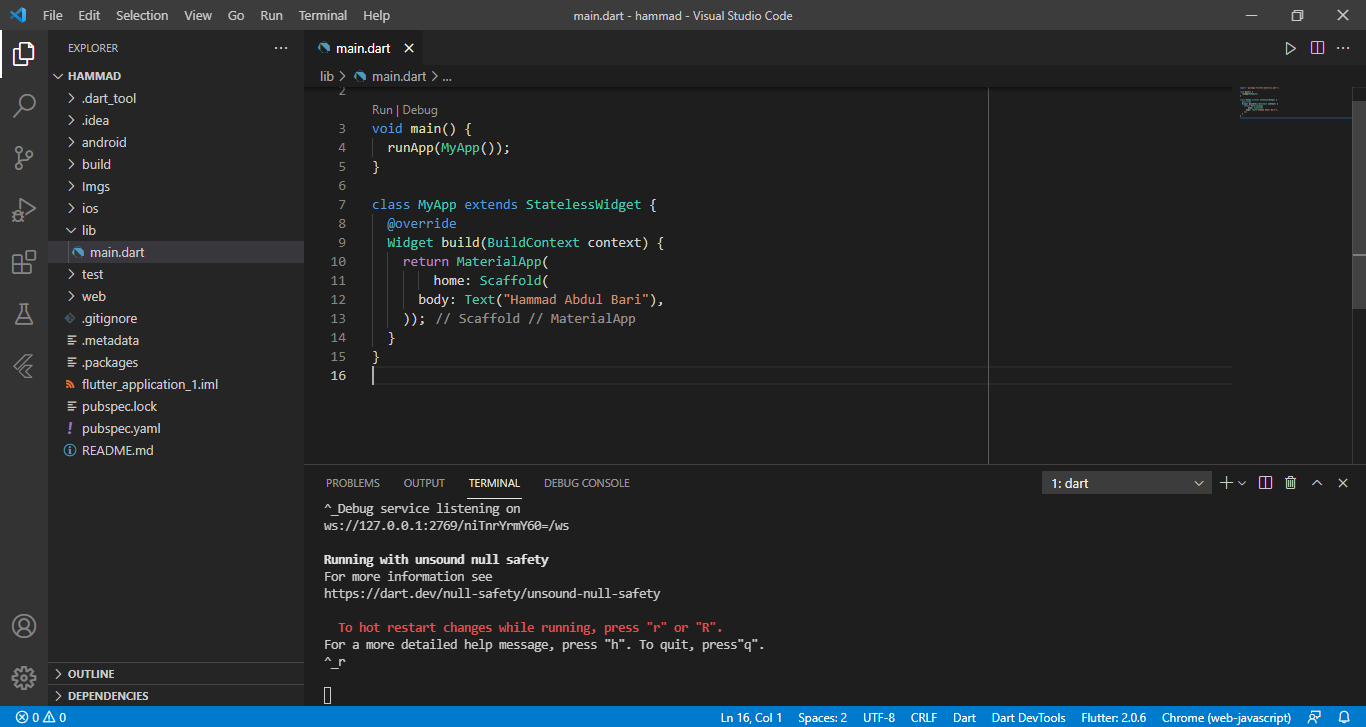 File Edit Selection View Go Run Terminal Help
main.dart - hammad - Visual Studio Code
EXPLORER
HAMMAD
.dart_tool
.idea
android
build
Imgs
ios
lib
main.dart
test
web
.gitignore
.metadata
.packages
flutter_application_1.iml
pubspec.lock
pubspec.yaml
README.md
OUTLINE
DEPENDENCIES
main.dart
lib > main.dart > ...
2
Run | Debug
3 void main() {
4 runApp(MyApp());
5 }
6
7 class MyApp extends StatelessWidget {
8 @override
9 Widget build(BuildContext context) {
10 return MaterialApp(
11 home: Scaffold(
12 body: Text("Hammad Abdul Bari"),
13 )); // Scaffold // MaterialApp
14 }
15 }
16
PROBLEMS OUTPUT TERMINAL DEBUG CONSOLE
1: dart
^_Debug service listening on
ws://127.0.0.1:2769/niTnrYrmY60=/ws
Running with unsound null safety
For more information see
https://dart.dev/null-safety/unsound-null-safety
To hot restart changes while running, press "r" or "R".
For a more detailed help message, press "h". To quit, press"q".
^_r
0 0
Ln 16, Col 1 Spaces: 2 UTF-8 CRLF Dart Dart DevTools Flutter: 2.0.6 Chrome (web-javascript)